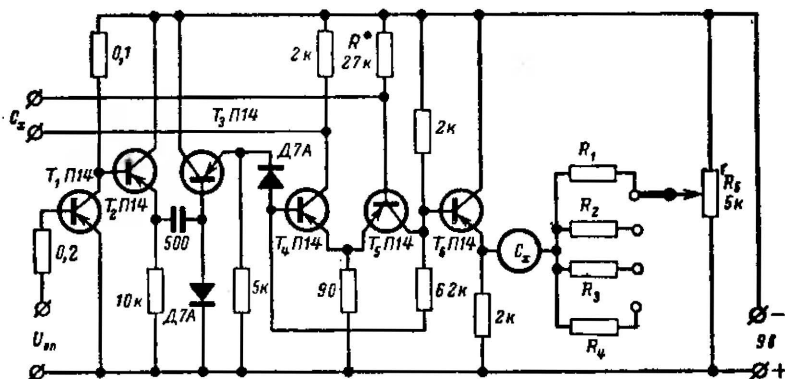 0,1
2к
R*
27к
Cx
T3 П14
2к
Д7А
R1
T1 П14
T2 П14
R5
5к
R2
500
T4 П14
T5 П14
T6 П14
Cx
0,2
R3
10к
Д7А
5к
90
62к
2к
R4
Uоп
9в
−
+